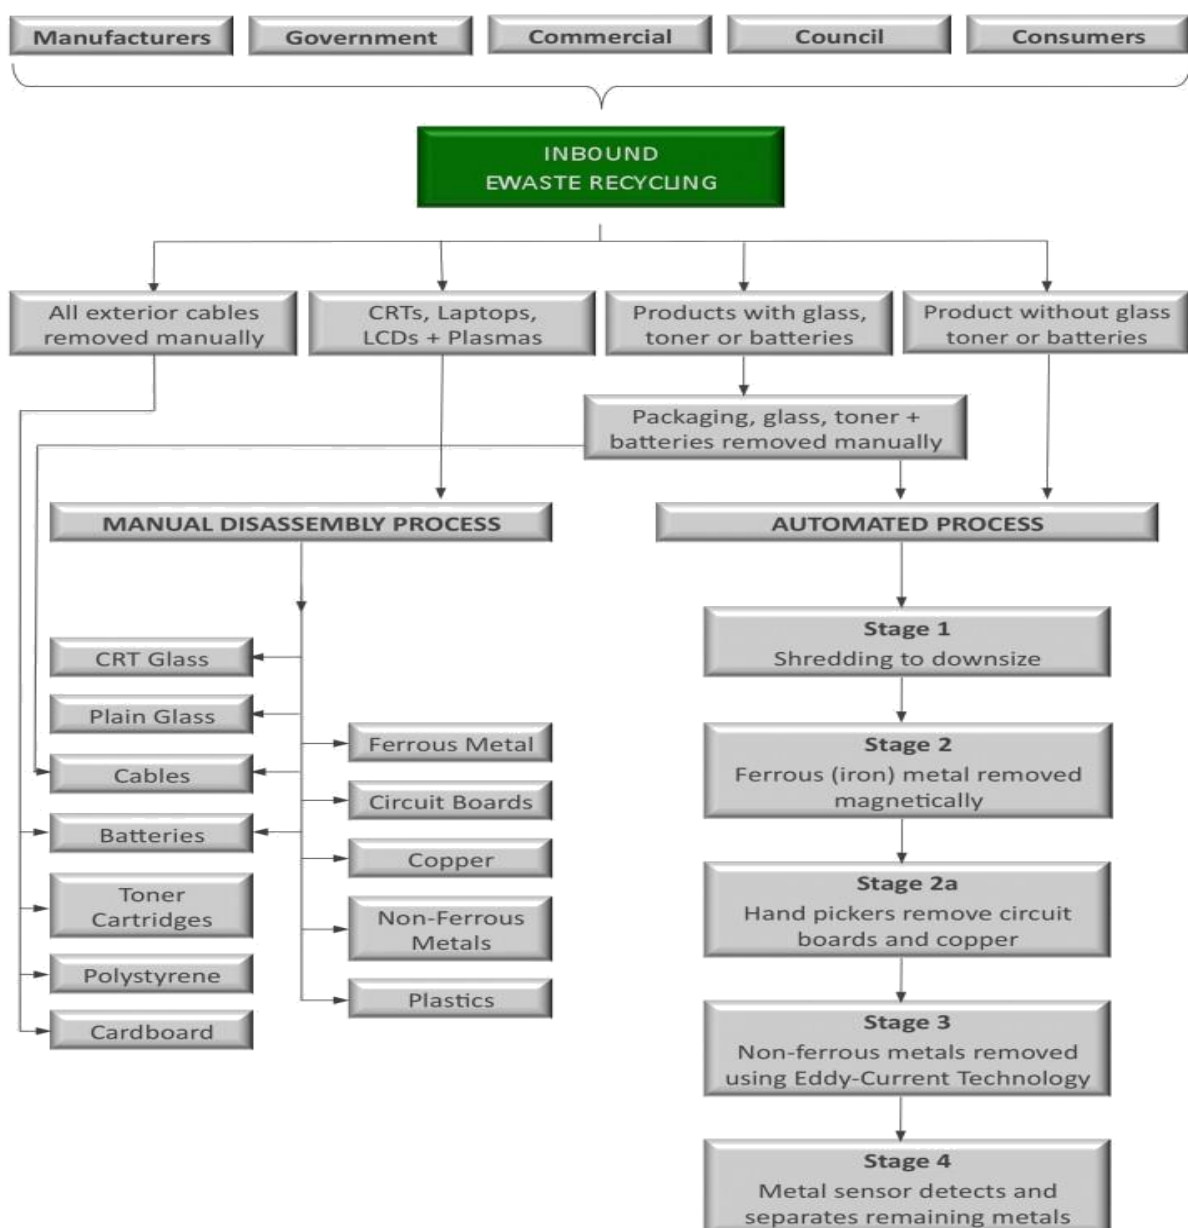 Manufacturers
Government
Commercial
Council
Consumers
INBOUND
EWASTE RECYCLING
All exterior cables
removed manually
CRTs, Laptops,
LCDs + Plasmas
Products with glass,
toner or batteries
Product without glass
toner or batteries
Packaging, glass, toner +
batteries removed manually
MANUAL DISASSEMBLY PROCESS
AUTOMATED PROCESS
CRT Glass
Plain Glass
Cables
Batteries
Toner
Cartridges
Polystyrene
Cardboard
Ferrous Metal
Circuit Boards
Copper
Non-Ferrous
Metals
Plastics
Stage 1
Shredding to downsize
Stage 2
Ferrous (iron) metal removed
magnetically
Stage 2a
Hand pickers remove circuit
boards and copper
Stage 3
Non-ferrous metals removed
using Eddy-Current Technology
Stage 4
Metal sensor detects and
separates remaining metals